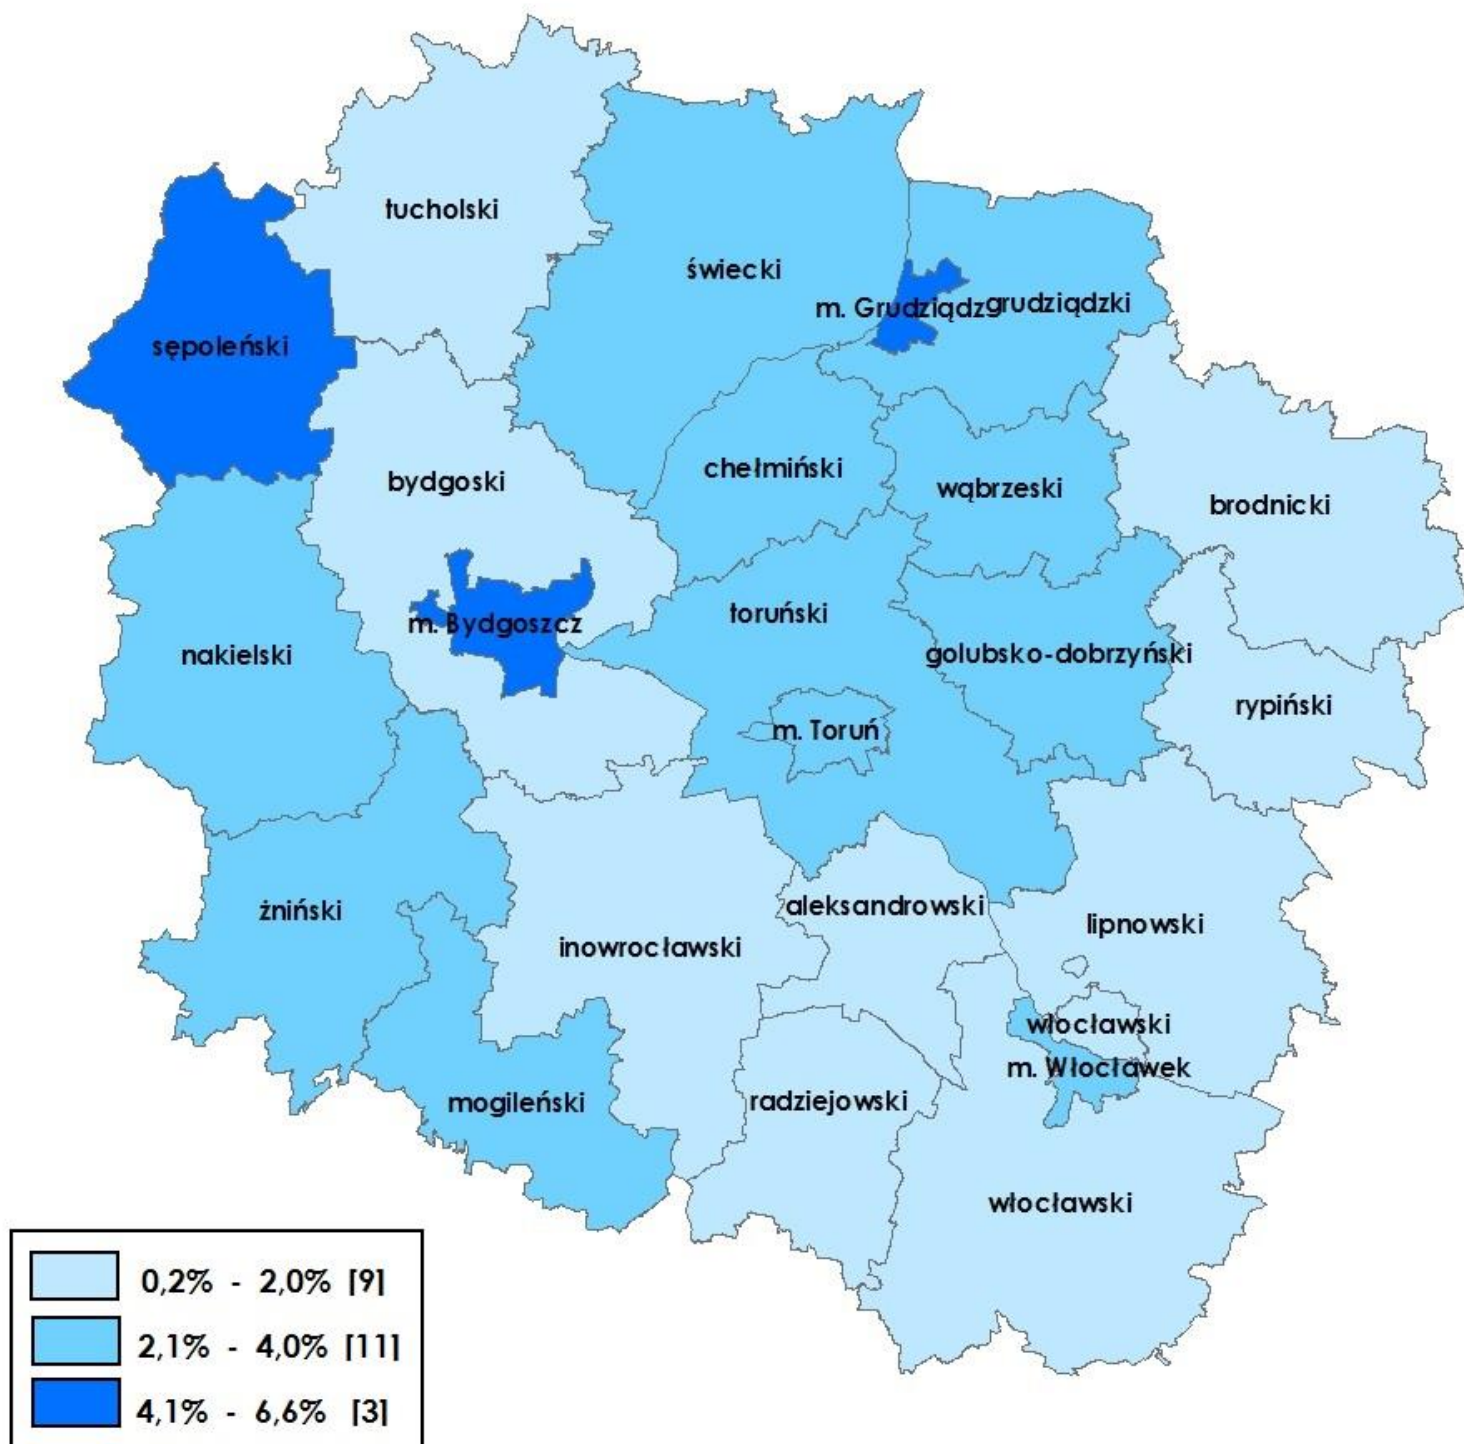 tucholski
świecki
m. Grudziądz
grudziądzki
sępoleński
chełmiński
bydgoski
wąbrzeski
brodnicki
toruński
m. Bydgoszcz
golubsko-dobrzyński
nakielski
rypiński
m. Toruń
aleksandrowski
żniński
lipnowski
inowrocławski
włocławski
m. Włocławek
mogileński
radziejowski
włocławski
0,2% - 2,0% [9]
2,1% - 4,0% [11]
4,1% - 6,6% [3]